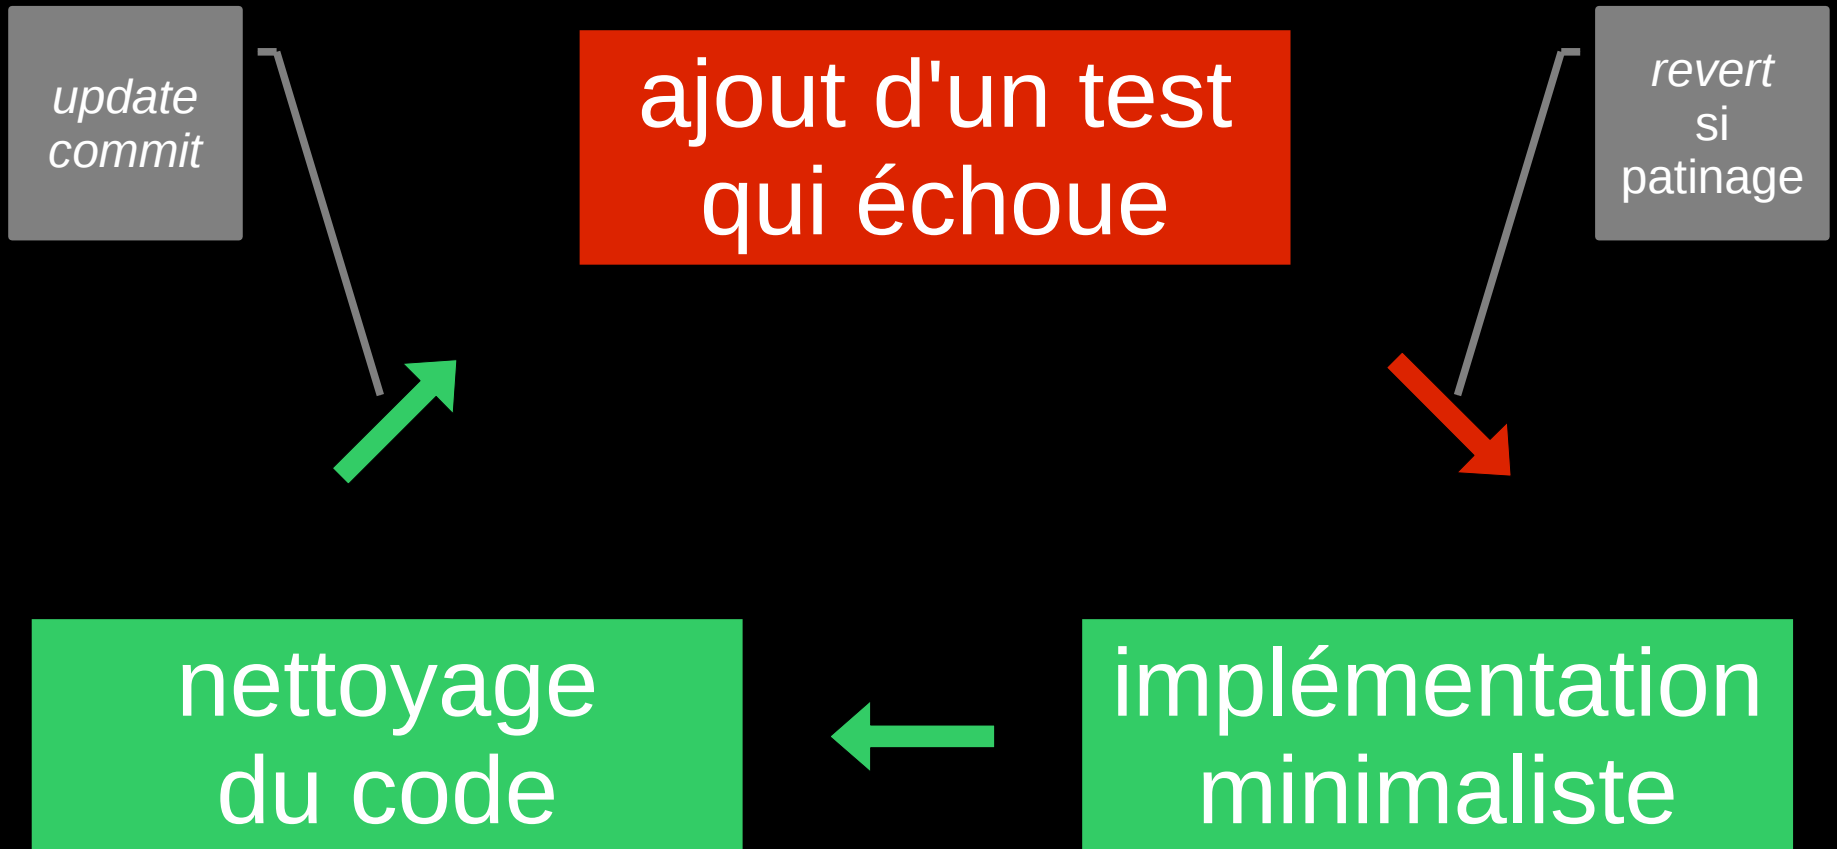 update
commit
ajout d'un test
qui échoue
revert
si
patinage
nettoyage
du code
implémentation
minimaliste